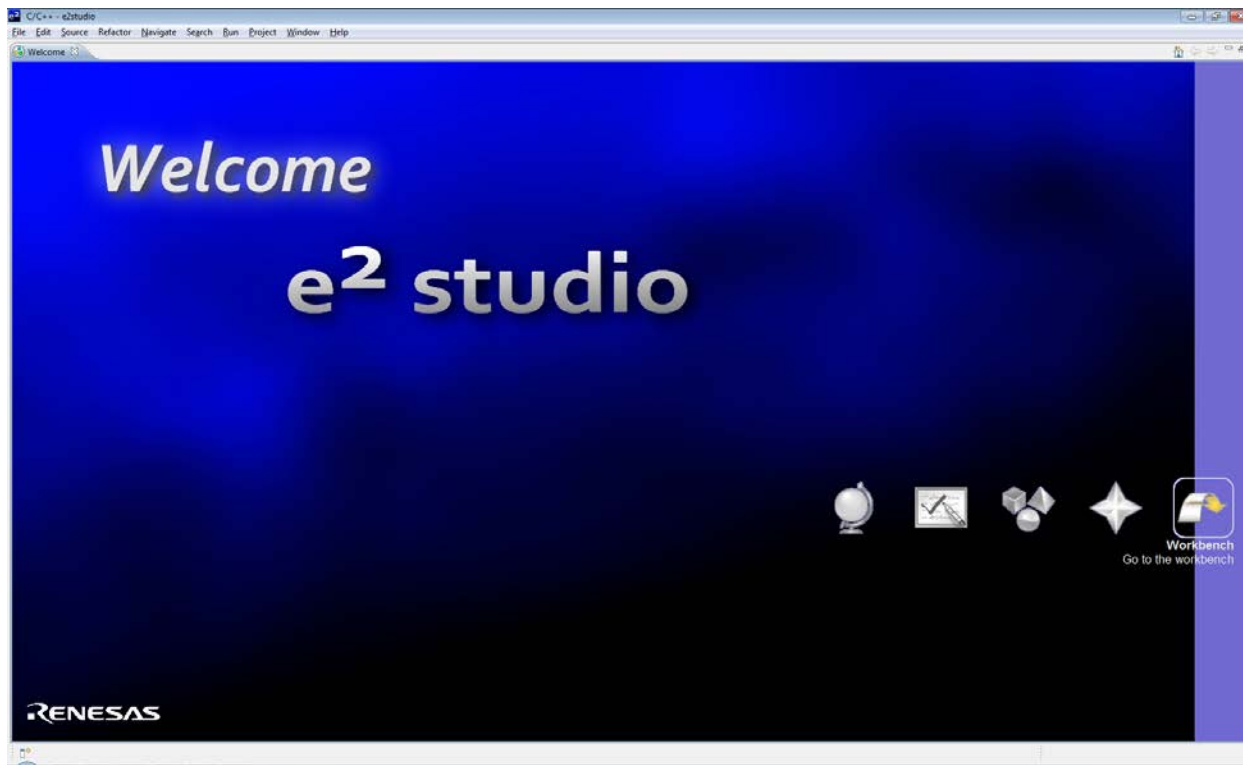 C/C++ - e2studio
File Edit Source Refactor Navigate Search Run Project Window Help
Welcome
Welcome
e² studio
Workbench
Go to the workbench
RENESAS